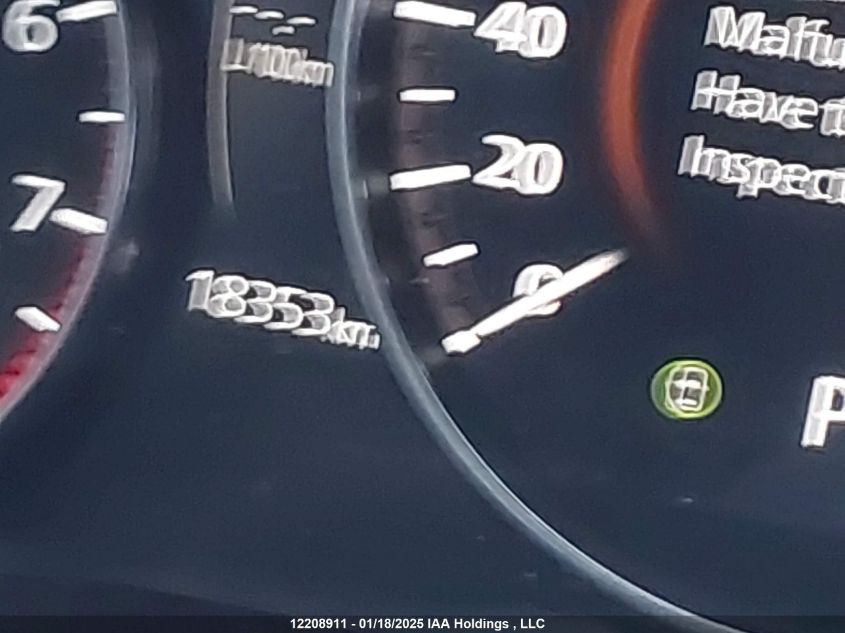 6
7
L/100km
18353km
40
20
0
Malfu
Have
Inspec
P
12208911 - 01/18/2025 IAA Holdings , LLC